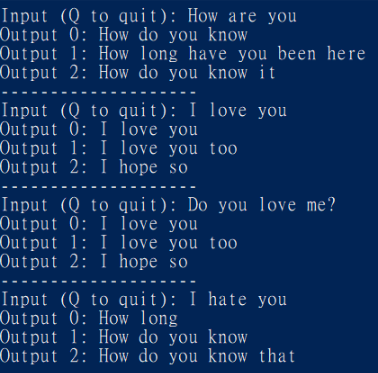 Input (Q to quit): How are you
Output 0: How do you know
Output 1: How long have you been here
Output 2: How do you know it
--------------------
Input (Q to quit): I love you
Output 0: I love you
Output 1: I love you too
Output 2: I hope so
--------------------
Input (Q to quit): Do you love me?
Output 0: I love you
Output 1: I love you too
Output 2: I hope so
--------------------
Input (Q to quit): I hate you
Output 0: How long
Output 1: How do you know
Output 2: How do you know that